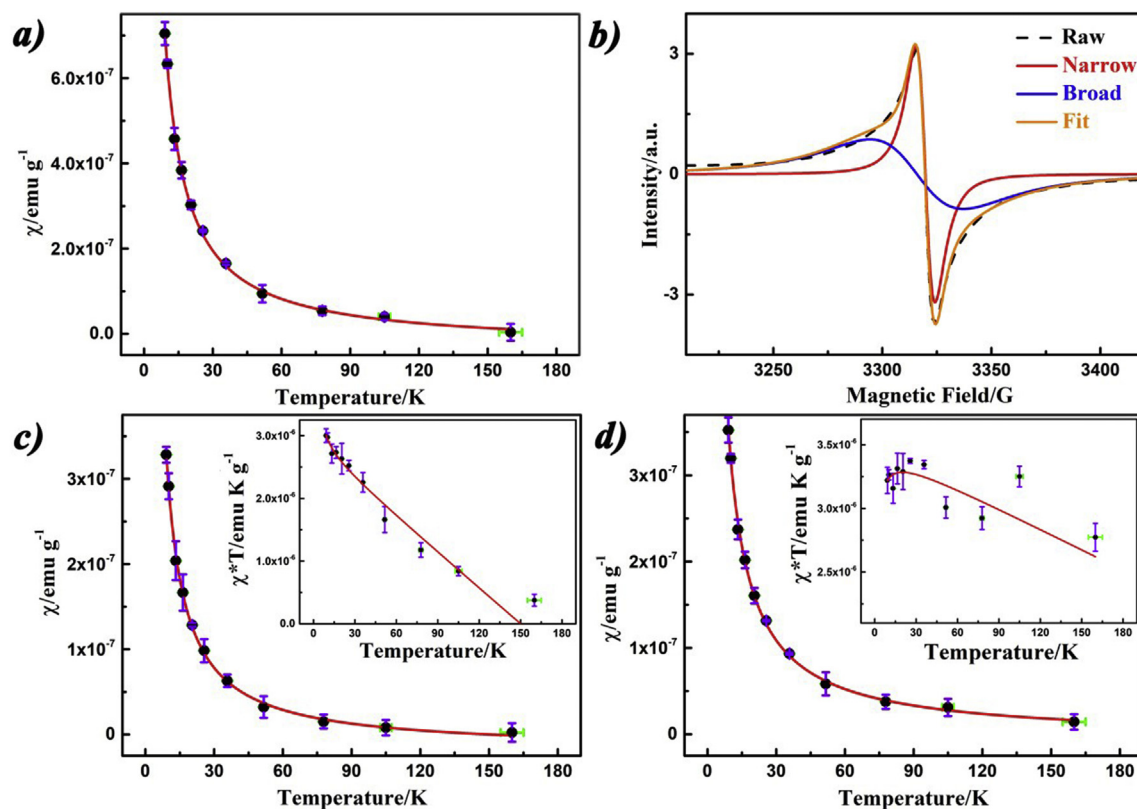 a)
6.0x10⁻⁷
4.0x10⁻⁷
2.0x10⁻⁷
0.0
χ/emu g⁻¹
0 30 60 90 120 150 180
Temperature/K
b)
Raw
Narrow
Broad
Fit
3
0
-3
Intensity/a.u.
3250 3300 3350 3400
Magnetic Field/G
c)
3x10⁻⁷
2x10⁻⁷
1x10⁻⁷
0
χ/emu g⁻¹
0 30 60 90 120 150 180
Temperature/K
3.0x10⁻⁶
2.0x10⁻⁶
1.0x10⁻⁶
0.0
χ*T/emu K g⁻¹
0 30 60 90 120 150 180
Temperature/K
d)
3x10⁻⁷
2x10⁻⁷
1x10⁻⁷
0
χ/emu g⁻¹
0 30 60 90 120 150 180
Temperature/K
3.5x10⁻⁶
3.0x10⁻⁶
2.5x10⁻⁶
χ*T/emu K g⁻¹
0 30 60 90 120 150 180
Temperature/K